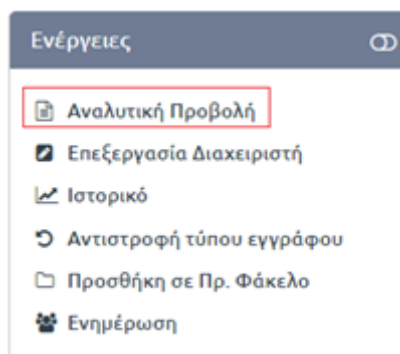 Ενέργειες
Αναλυτική Προβολή
Επεξεργασία Διαχειριστή
Ιστορικό
Αντιστροφή τύπου εγγράφου
Προσθήκη σε Πρ. Φάκελο
Ενημέρωση